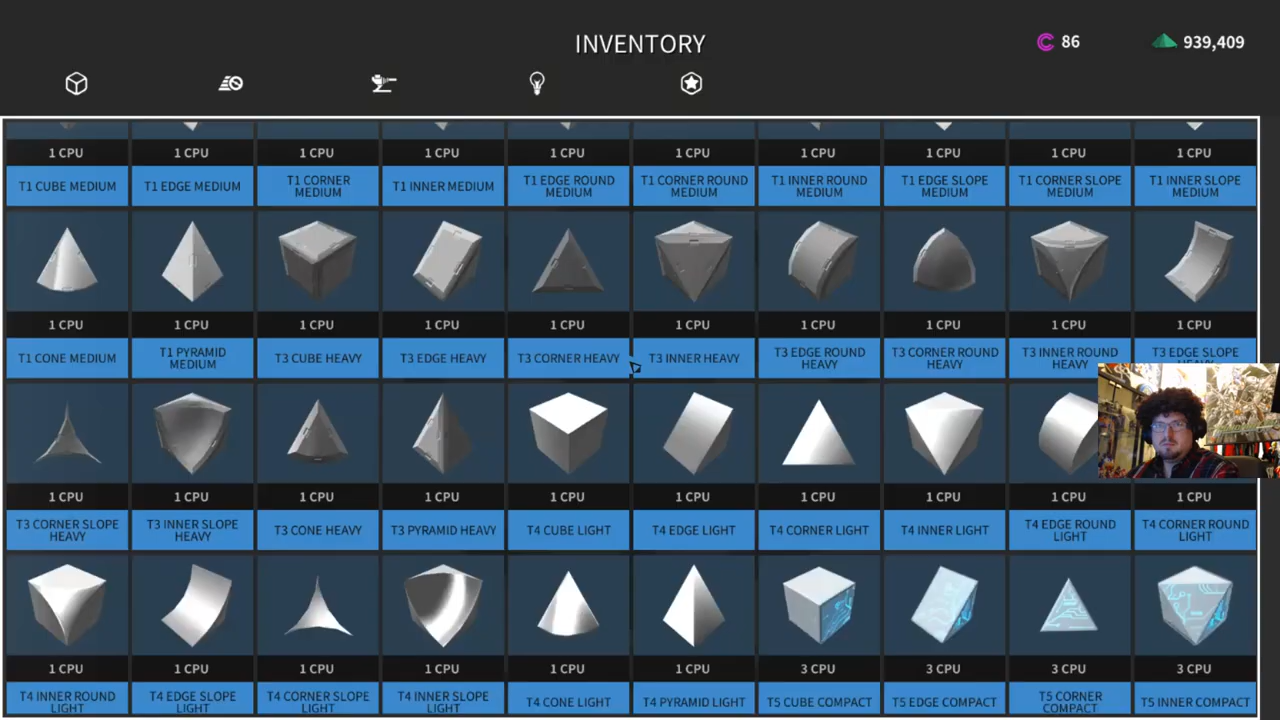 INVENTORY
86
939,409
1 CPU 1 CPU 1 CPU 1 CPU 1 CPU 1 CPU 1 CPU 1 CPU 1 CPU 1 CPU
T1 CUBE MEDIUM
T1 EDGE MEDIUM
T1 CORNER
MEDIUM
T1 INNER MEDIUM
T1 EDGE ROUND
MEDIUM
T1 CORNER ROUND
MEDIUM
T1 INNER ROUND
MEDIUM
T1 EDGE SLOPE
MEDIUM
T1 CORNER SLOPE
MEDIUM
T1 INNER SLOPE
MEDIUM
1 CPU 1 CPU 1 CPU 1 CPU 1 CPU 1 CPU 1 CPU 1 CPU 1 CPU 1 CPU
T1 CONE MEDIUM
T1 PYRAMID
MEDIUM
T3 CUBE HEAVY
T3 EDGE HEAVY
T3 CORNER HEAVY
T3 INNER HEAVY
T3 EDGE ROUND
HEAVY
T3 CORNER ROUND
HEAVY
T3 INNER ROUND
HEAVY
T3 EDGE SLOPE
HEAVY
1 CPU 1 CPU 1 CPU 1 CPU 1 CPU 1 CPU 1 CPU 1 CPU 1 CPU 1 CPU
T3 CORNER SLOPE
HEAVY
T3 INNER SLOPE
HEAVY
T3 CONE HEAVY
T3 PYRAMID HEAVY
T4 CUBE LIGHT
T4 EDGE LIGHT
T4 CORNER LIGHT
T4 INNER LIGHT
T4 EDGE ROUND
LIGHT
T4 CORNER ROUND
LIGHT
1 CPU 1 CPU 1 CPU 1 CPU 1 CPU 1 CPU 3 CPU 3 CPU 3 CPU 3 CPU
T4 INNER ROUND
LIGHT
T4 EDGE SLOPE
LIGHT
T4 CORNER SLOPE
LIGHT
T4 INNER SLOPE
LIGHT
T4 CONE LIGHT
T4 PYRAMID LIGHT
T5 CUBE COMPACT
T5 EDGE COMPACT
T5 CORNER
COMPACT
T5 INNER COMPACT